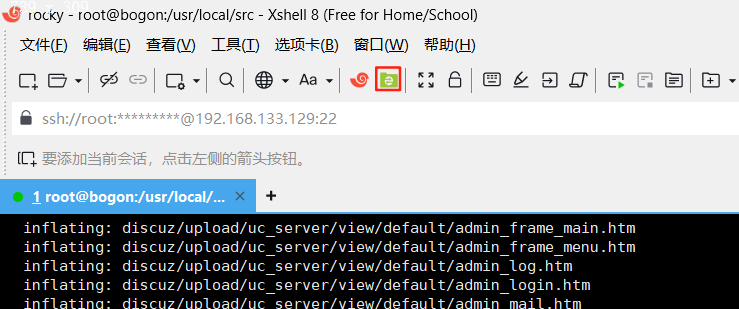 rocky - root@bogon:/usr/local/src - Xshell 8 (Free for Home/School)
文件(F) 编辑(E) 查看(V) 工具(T) 选项卡(B) 窗口(W) 帮助(H)
Aa
ssh://root:*********@192.168.133.129:22
要添加当前会话，点击左侧的箭头按钮。
1 root@bogon:/usr/local/... × +
inflating: discuz/upload/uc_server/view/default/admin_frame_main.htm
inflating: discuz/upload/uc_server/view/default/admin_frame_menu.htm
inflating: discuz/upload/uc_server/view/default/admin_log.htm
inflating: discuz/upload/uc_server/view/default/admin_login.htm
inflating: discuz/upload/uc_server/view/default/admin_mail.htm